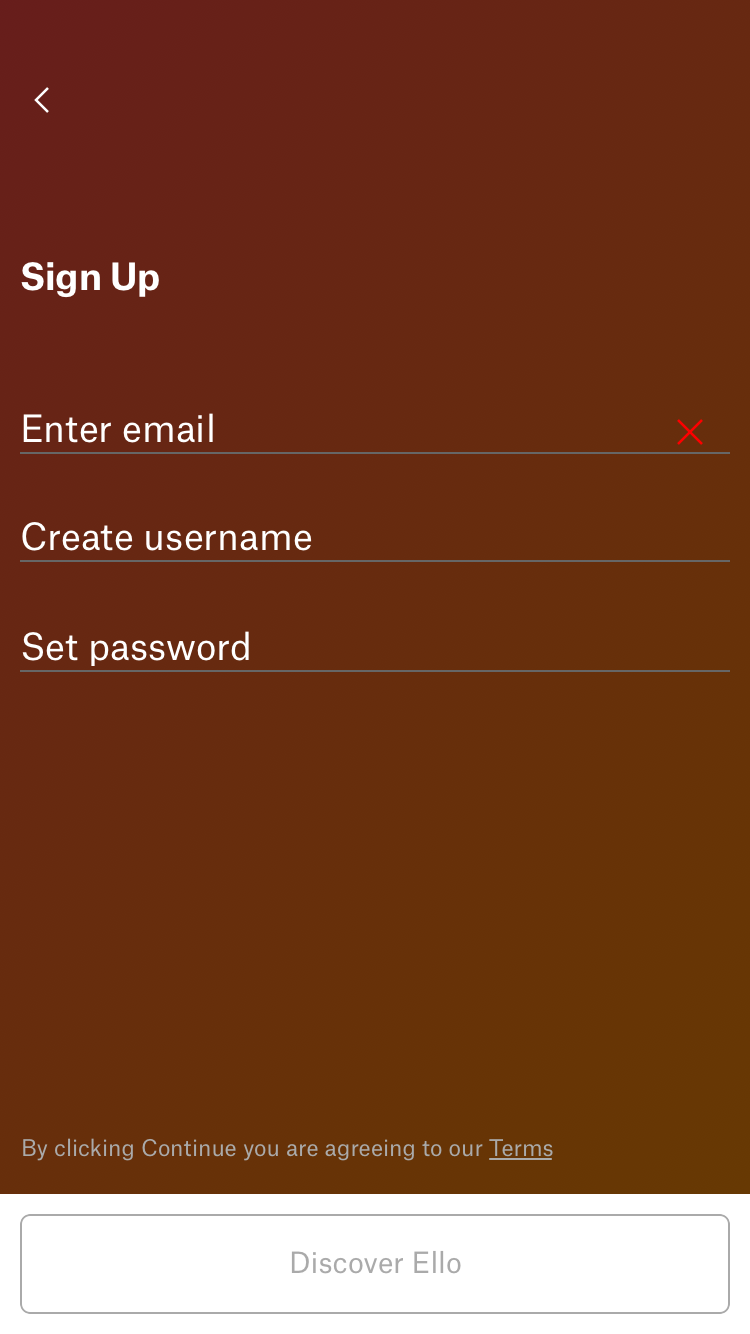 Sign Up
Enter email
Create username
Set password
By clicking Continue you are agreeing to our Terms
Discover Ello